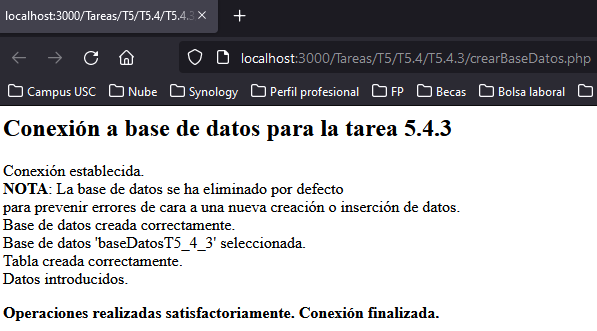 localhost:3000/Tareas/T5/T5.4/T5.4.3
localhost:3000/Tareas/T5/T5.4/T5.4.3/crearBaseDatos.php
Campus USC Nube Synology Perfil profesional FP Becas Bolsa laboral
Conexión a base de datos para la tarea 5.4.3
Conexión establecida.
NOTA: La base de datos se ha eliminado por defecto
para prevenir errores de cara a una nueva creación o inserción de datos.
Base de datos creada correctamente.
Base de datos 'baseDatosT5_4_3' seleccionada.
Tabla creada correctamente.
Datos introducidos.
Operaciones realizadas satisfactoriamente. Conexión finalizada.